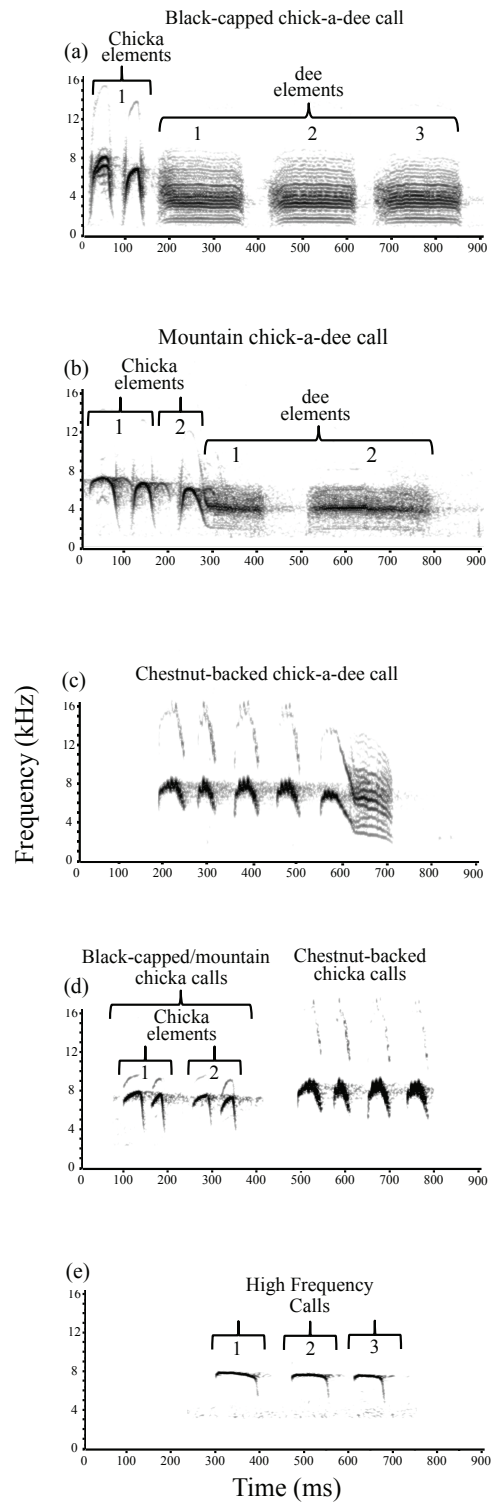 Black-capped chick-a-dee call
(a)
Chicka
elements
dee
elements
1
1
2
3
16
12
8
4
0
0 100 200 300 400 500 600 700 800 900
Mountain chick-a-dee call
(b)
Chicka
elements
dee
elements
1
2
1
2
16
12
8
4
0
0 100 200 300 400 500 600 700 800 900
(c)
Chestnut-backed chick-a-dee call
16
12
8
4
0
0 100 200 300 400 500 600 700 800 900
Frequency (kHz)
Black-capped/mountain
chicka calls
Chestnut-backed
chicka calls
(d)
Chicka
elements
1
2
16
12
8
4
0
100 200 300 400 500 600 700 800 900
(e)
High Frequency
Calls
1
2
3
16
12
8
4
0
0 100 200 300 400 500 600 700 800 900
Time (ms)